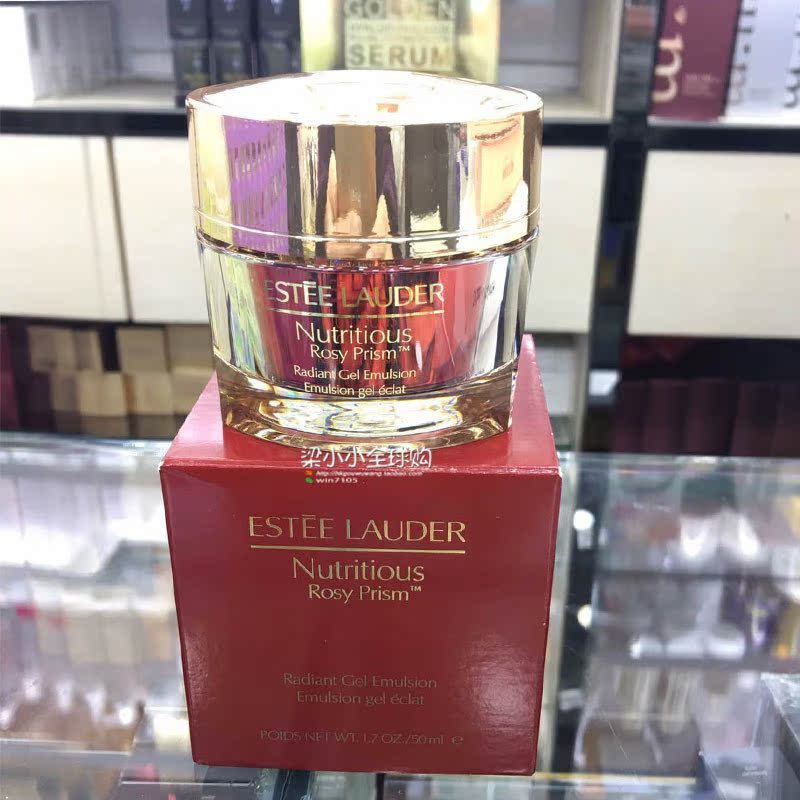 GOLDEN
SERUM
ESTĒE LAUDER
Nutritious
Rosy Prism™
Radiant Gel Emulsion
Emulsion gel éclat
梁小小全球购
win7105
ESTĒE LAUDER
Nutritious
Rosy Prism™
Radiant Gel Emulsion
Emulsion gel éclat
POIDS NET WT. 1.7 OZ./50 ml ℮